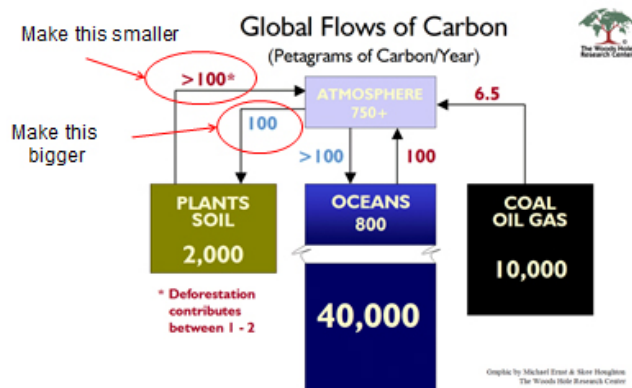 Make this smaller
Global Flows of Carbon
(Petagrams of Carbon/Year)
The Woods Hole
Research Center
>100*
ATMOSPHERE
750+
6.5
Make this
bigger
100
>100
100
PLANTS
SOIL
2,000
OCEANS
800
COAL
OIL GAS
10,000
40,000
* Deforestation
contributes
between 1 - 2
Graphic by Michael Ernst & Skee Houghton
The Woods Hole Research Center